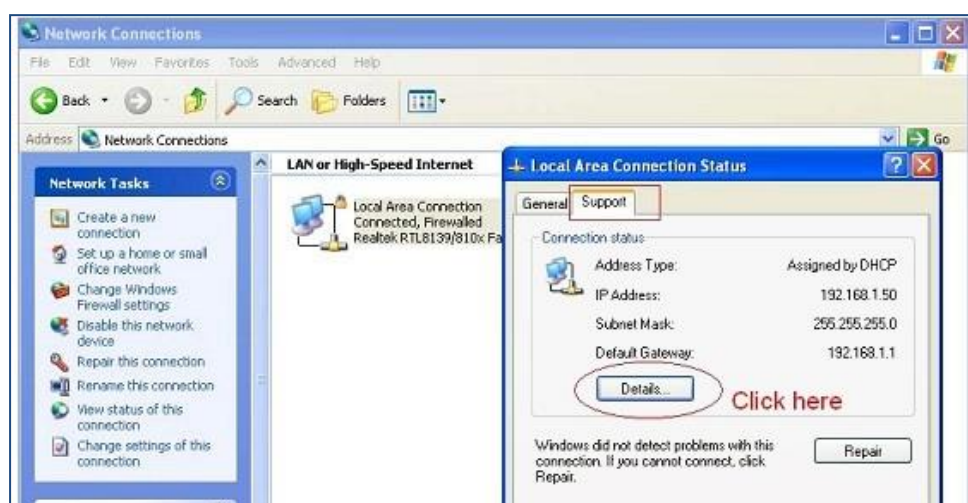 Network Connections
File Edit View Favorites Tools Advanced Help
Back Search Folders
Address Network Connections Go
Network Tasks
Create a new
connection
Set up a home or small
office network
Change Windows
Firewall settings
Disable this network
device
Repair this connection
Rename this connection
View status of this
connection
Change settings of this
connection
LAN or High-Speed Internet
Local Area Connection
Connected, Firewalled
Realtek RTL8139/810x Fa
Local Area Connection Status
General Support
Connection status
Address Type: Assigned by DHCP
IP Address: 192.168.1.50
Subnet Mask: 255.255.255.0
Default Gateway: 192.168.1.1
Details...
Click here
Windows did not detect problems with this
connection. If you cannot connect, click
Repair.
Repair